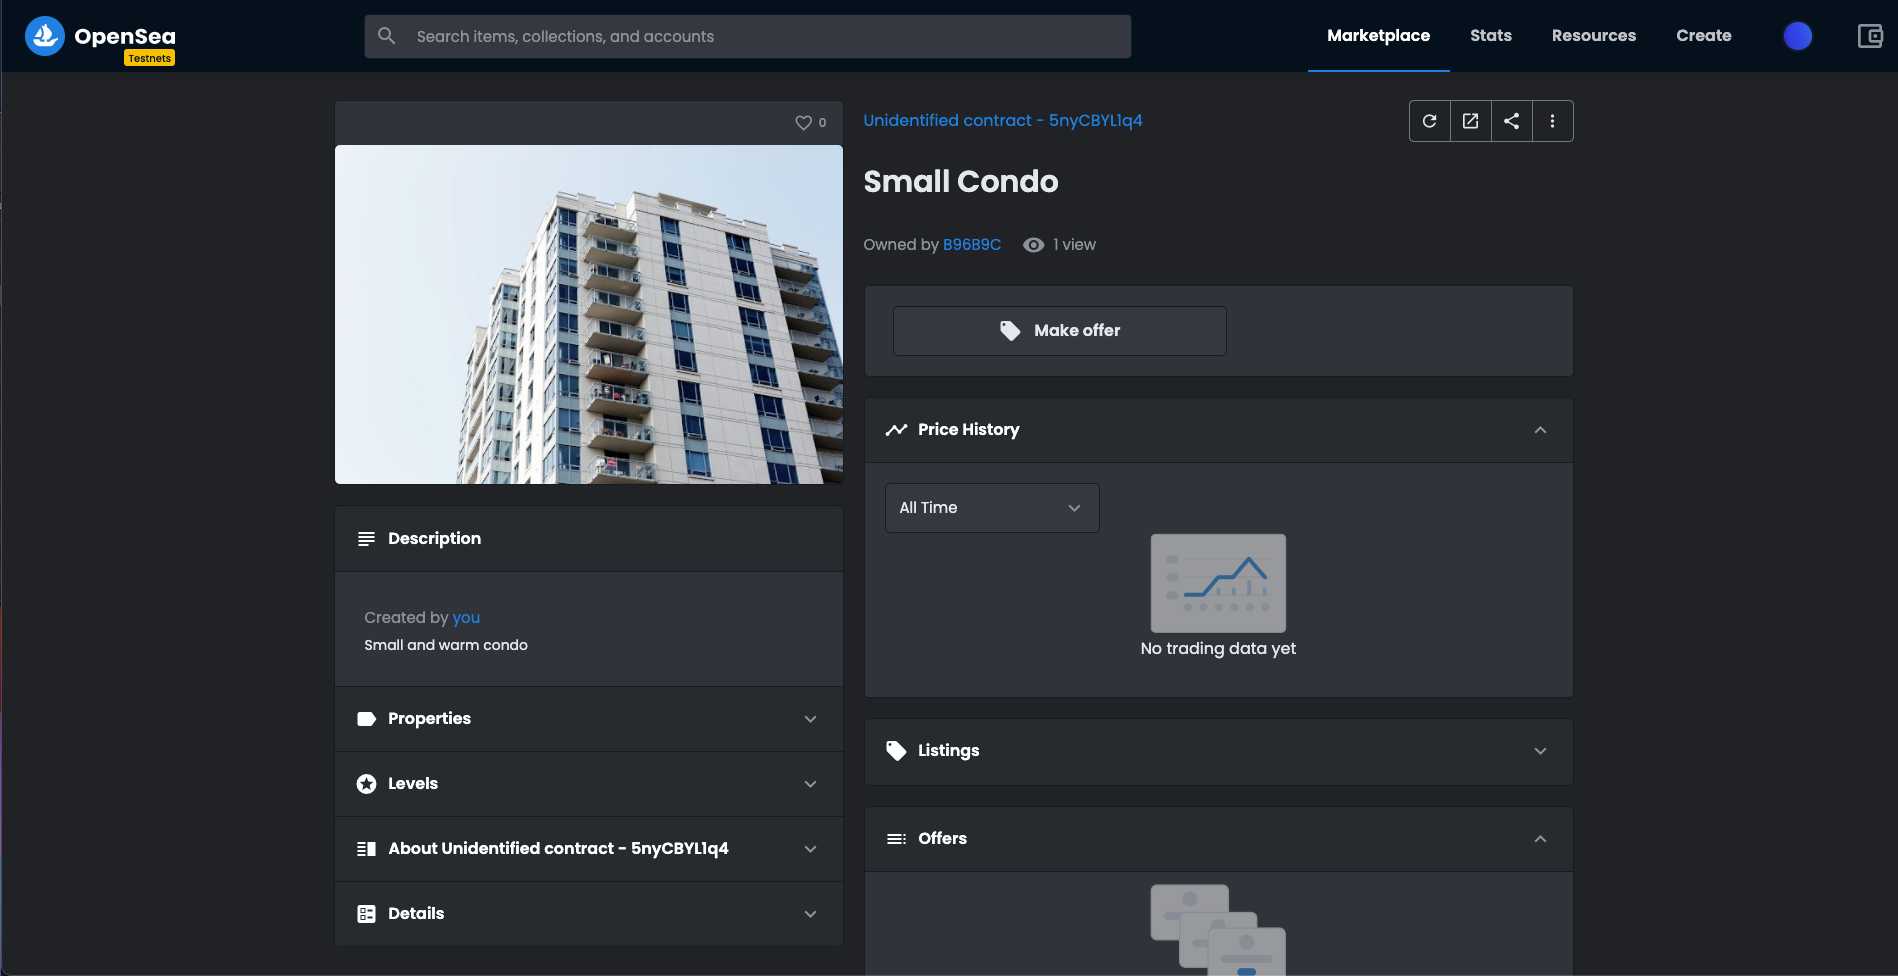 OpenSea
Testnets
Search items, collections, and accounts
Marketplace
Stats
Resources
Create
0
Unidentified contract - 5nyCBYL1q4
Small Condo
Owned by B96B9C
1 view
Make offer
Price History
All Time
No trading data yet
Listings
Offers
Description
Created by you
Small and warm condo
Properties
Levels
About Unidentified contract - 5nyCBYL1q4
Details